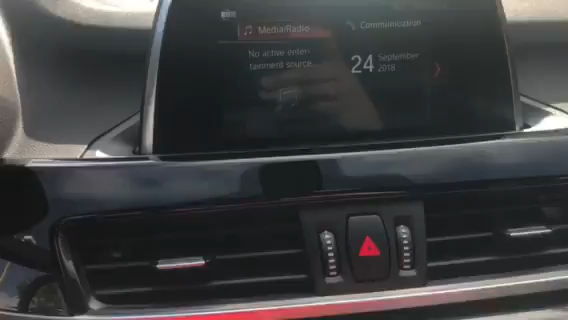 Media/Radio
Communication
No active enter-
tainment source.
24 September
2018